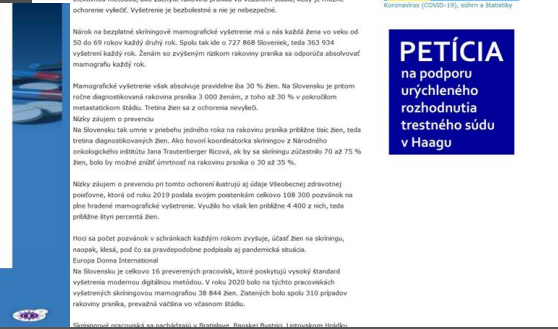 ochorenie vyliečiť. Vyšetrenie je bezbolestné a nie je nebezpečné.
Nárok na bezplatné skríningové mamografické vyšetrenie má u nás každá žena vo veku od
50 do 69 rokov každý druhý rok. Spolu tak ide o 727 868 Sloveniek, teda 363 934
vyšetrení každý rok. Ženám so zvýšeným rizikom rakoviny prsníka sa odporúča absolvovať
mamografiu každý rok.
Mamografické vyšetrenie však absolvuje pravidelne iba 30 % žien. Na Slovensku je pritom
ročne diagnostikovaná rakovina prsníka 3 000 ženám, z toho až 30 % v pokročilom
metastatickom štádiu. Tretina žien sa z ochorenia nevylieči.
Nízky záujem o prevenciu
Na Slovensku tak umrie v priebehu jedného roka na rakovinu prsníka približne tisíc žien, teda
tretina diagnostikovaných žien. Ako hovorí koordinátorka skríningov z Národného
onkologického inštitútu Jana Trautenberger Ricová, ak by sa skríningu zúčastnilo 70 až 75 %
žien, bolo by možné znížiť úmrtnosť na rakovinu prsníka o 30 až 35 %.
Nízky záujem o prevenciu pri tomto ochorení ilustrujú aj údaje Všeobecnej zdravotnej
poisťovne, ktorá od roku 2019 poslala svojim poistenkám celkovo 108 300 pozvánok na
plne hradené mamografické vyšetrenie. Využilo ho však len približne 4 400 z nich, teda
približne štyri percentá žien.
Hoci sa počet pozvánok v schránkach každým rokom zvyšuje, účasť žien na skríningu,
naopak, klesá, pod čo sa pravdepodobne podpísala aj pandemická situácia.
Europa Donna International
Na Slovensku je celkovo 16 preverených pracovísk, ktoré poskytujú vysoký štandard
vyšetrenia modernou digitálnou metódou. V roku 2020 bolo na týchto pracoviskách
vyšetrených skríningovou mamografiou 38 844 žien. Zistených bolo spolu 310 prípadov
rakoviny prsníka, prevažná väčšina vo včasnom štádiu.
Skríningové pracoviská sa nachádzajú v Bratislave, Banskej Bystrici, Liptovskom Hrádku,
Koronavírus (COVID-19), súhrn a štatistiky
PETÍCIA
na podporu
urýchleného
rozhodnutia
trestného súdu
v Haagu